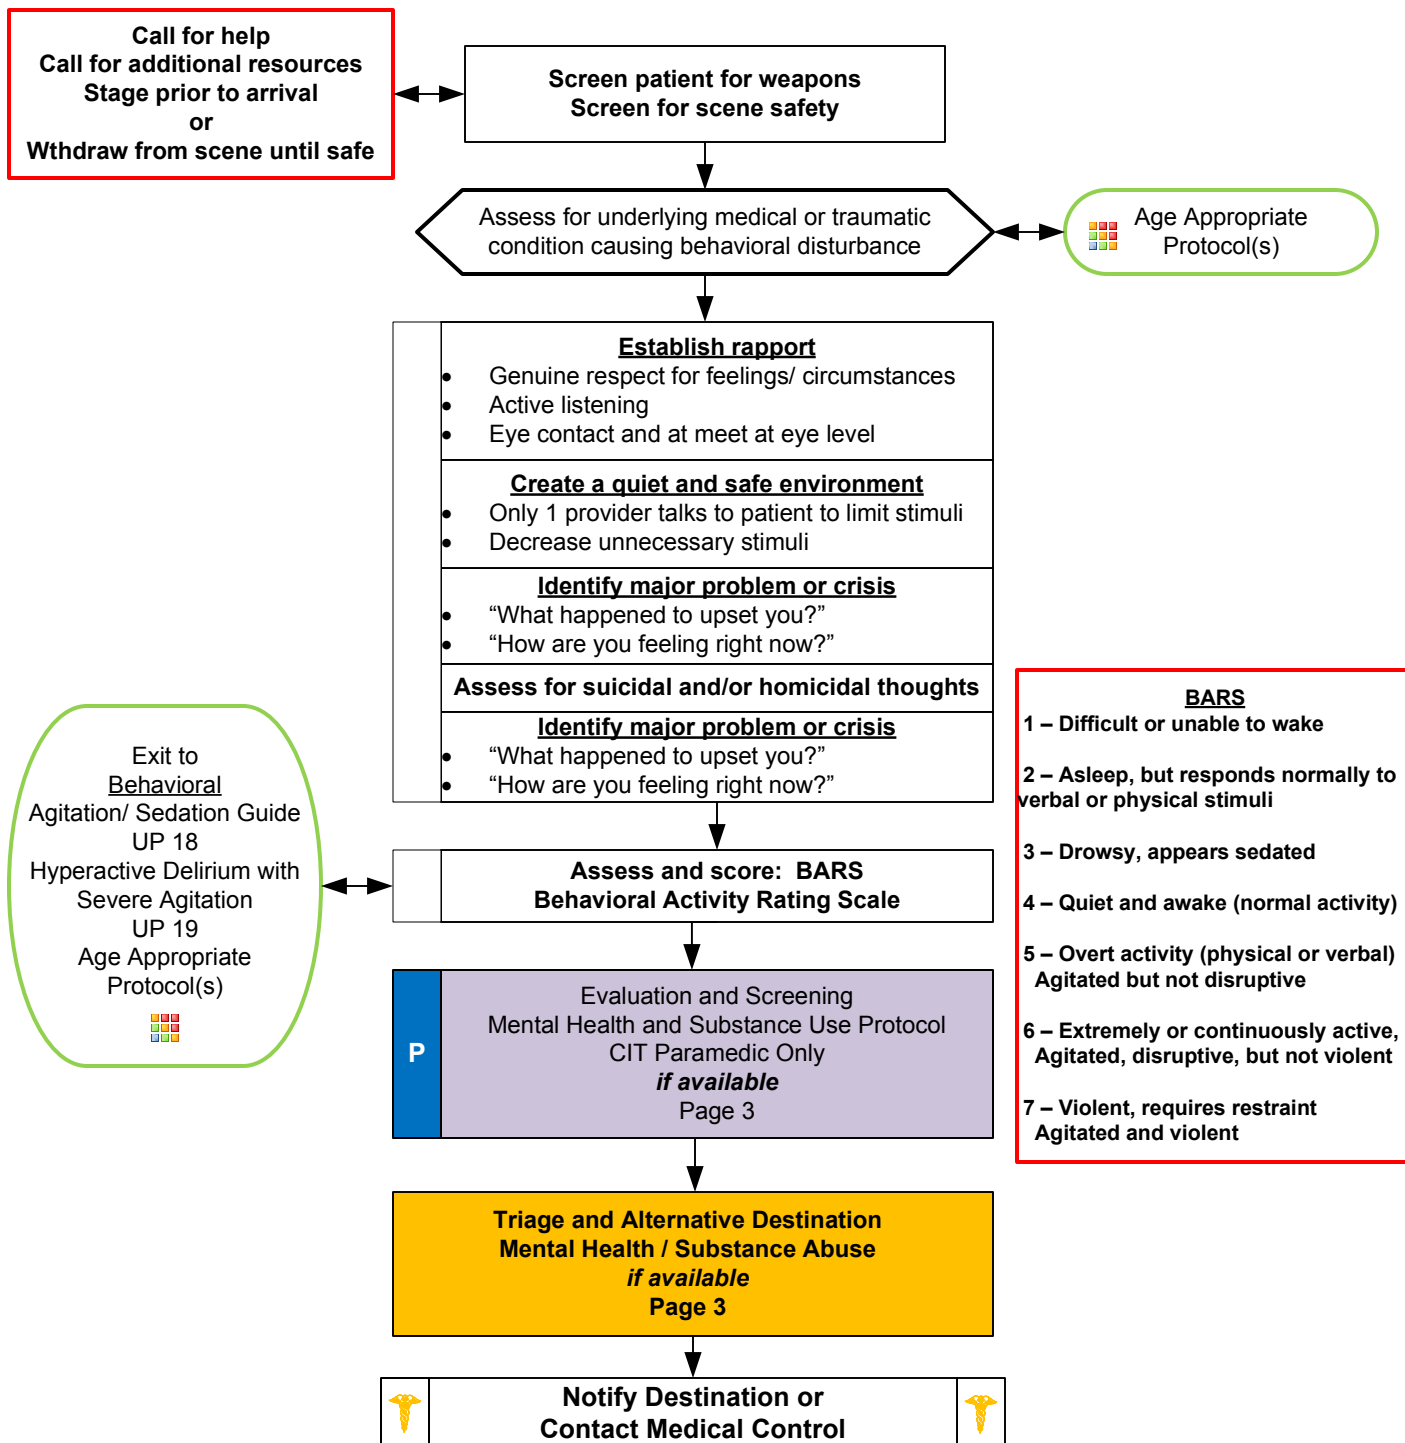 Call for help
Call for additional resources
Stage prior to arrival
or
Wthdraw from scene until safe
Screen patient for weapons
Screen for scene safety
Assess for underlying medical or traumatic
condition causing behavioral disturbance
Age Appropriate
Protocol(s)
Establish rapport
• Genuine respect for feelings/ circumstances
• Active listening
• Eye contact and at meet at eye level
Create a quiet and safe environment
• Only 1 provider talks to patient to limit stimuli
• Decrease unnecessary stimuli
Identify major problem or crisis
• “What happened to upset you?”
• “How are you feeling right now?”
Assess for suicidal and/or homicidal thoughts
Identify major problem or crisis
• “What happened to upset you?”
• “How are you feeling right now?”
Exit to
Behavioral
Agitation/ Sedation Guide
UP 18
Hyperactive Delirium with
Severe Agitation
UP 19
Age Appropriate
Protocol(s)
Assess and score:  BARS
Behavioral Activity Rating Scale
BARS
1 – Difficult or unable to wake
2 – Asleep, but responds normally to
verbal or physical stimuli
3 – Drowsy, appears sedated
4 – Quiet and awake (normal activity)
5 – Overt activity (physical or verbal)
Agitated but not disruptive
6 – Extremely or continuously active,
Agitated, disruptive, but not violent
7 – Violent, requires restraint
Agitated and violent
P
Evaluation and Screening
Mental Health and Substance Use Protocol
CIT Paramedic Only
if available
Page 3
Triage and Alternative Destination
Mental Health / Substance Abuse
if available
Page 3
Notify Destination or
Contact Medical Control